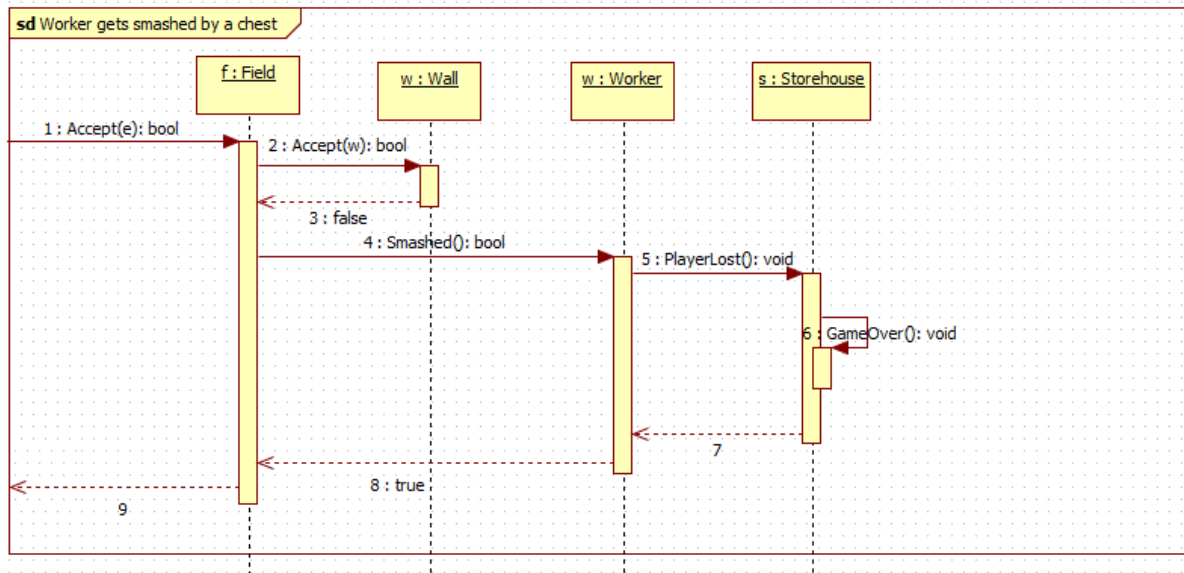 sd Worker gets smashed by a chest
f : Field
w : Wall
w : Worker
s : Storehouse
1 : Accept(e): bool
2 : Accept(w): bool
3 : false
4 : Smashed(): bool
5 : PlayerLost(): void
6 : GameOver(): void
7
8 : true
9